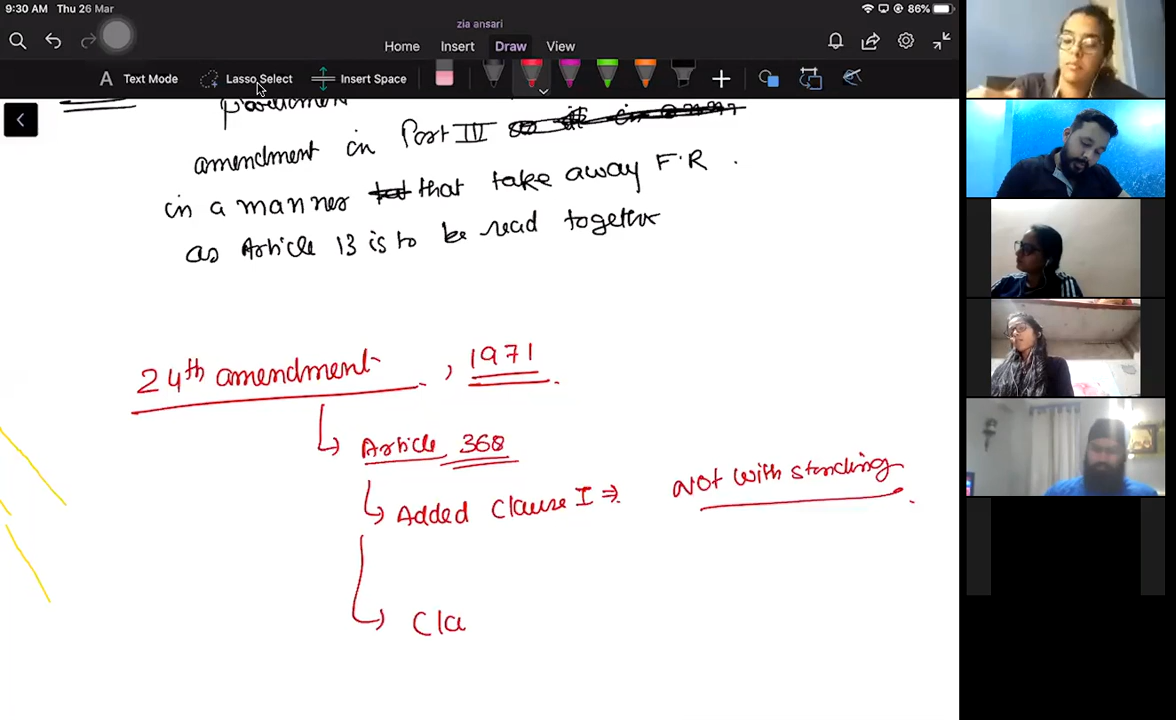 9:30 AM Thu 26 Mar
86%
zia ansari
Home Insert Draw View
A Text Mode Lasso Select Insert Space
parliament
amendment in Part III
in a manner that take away F.R.
as Article 13 is to be read together
24th amendment, 1971.
Article 368
Added Clause I ⇒ Not with standing.
Cla